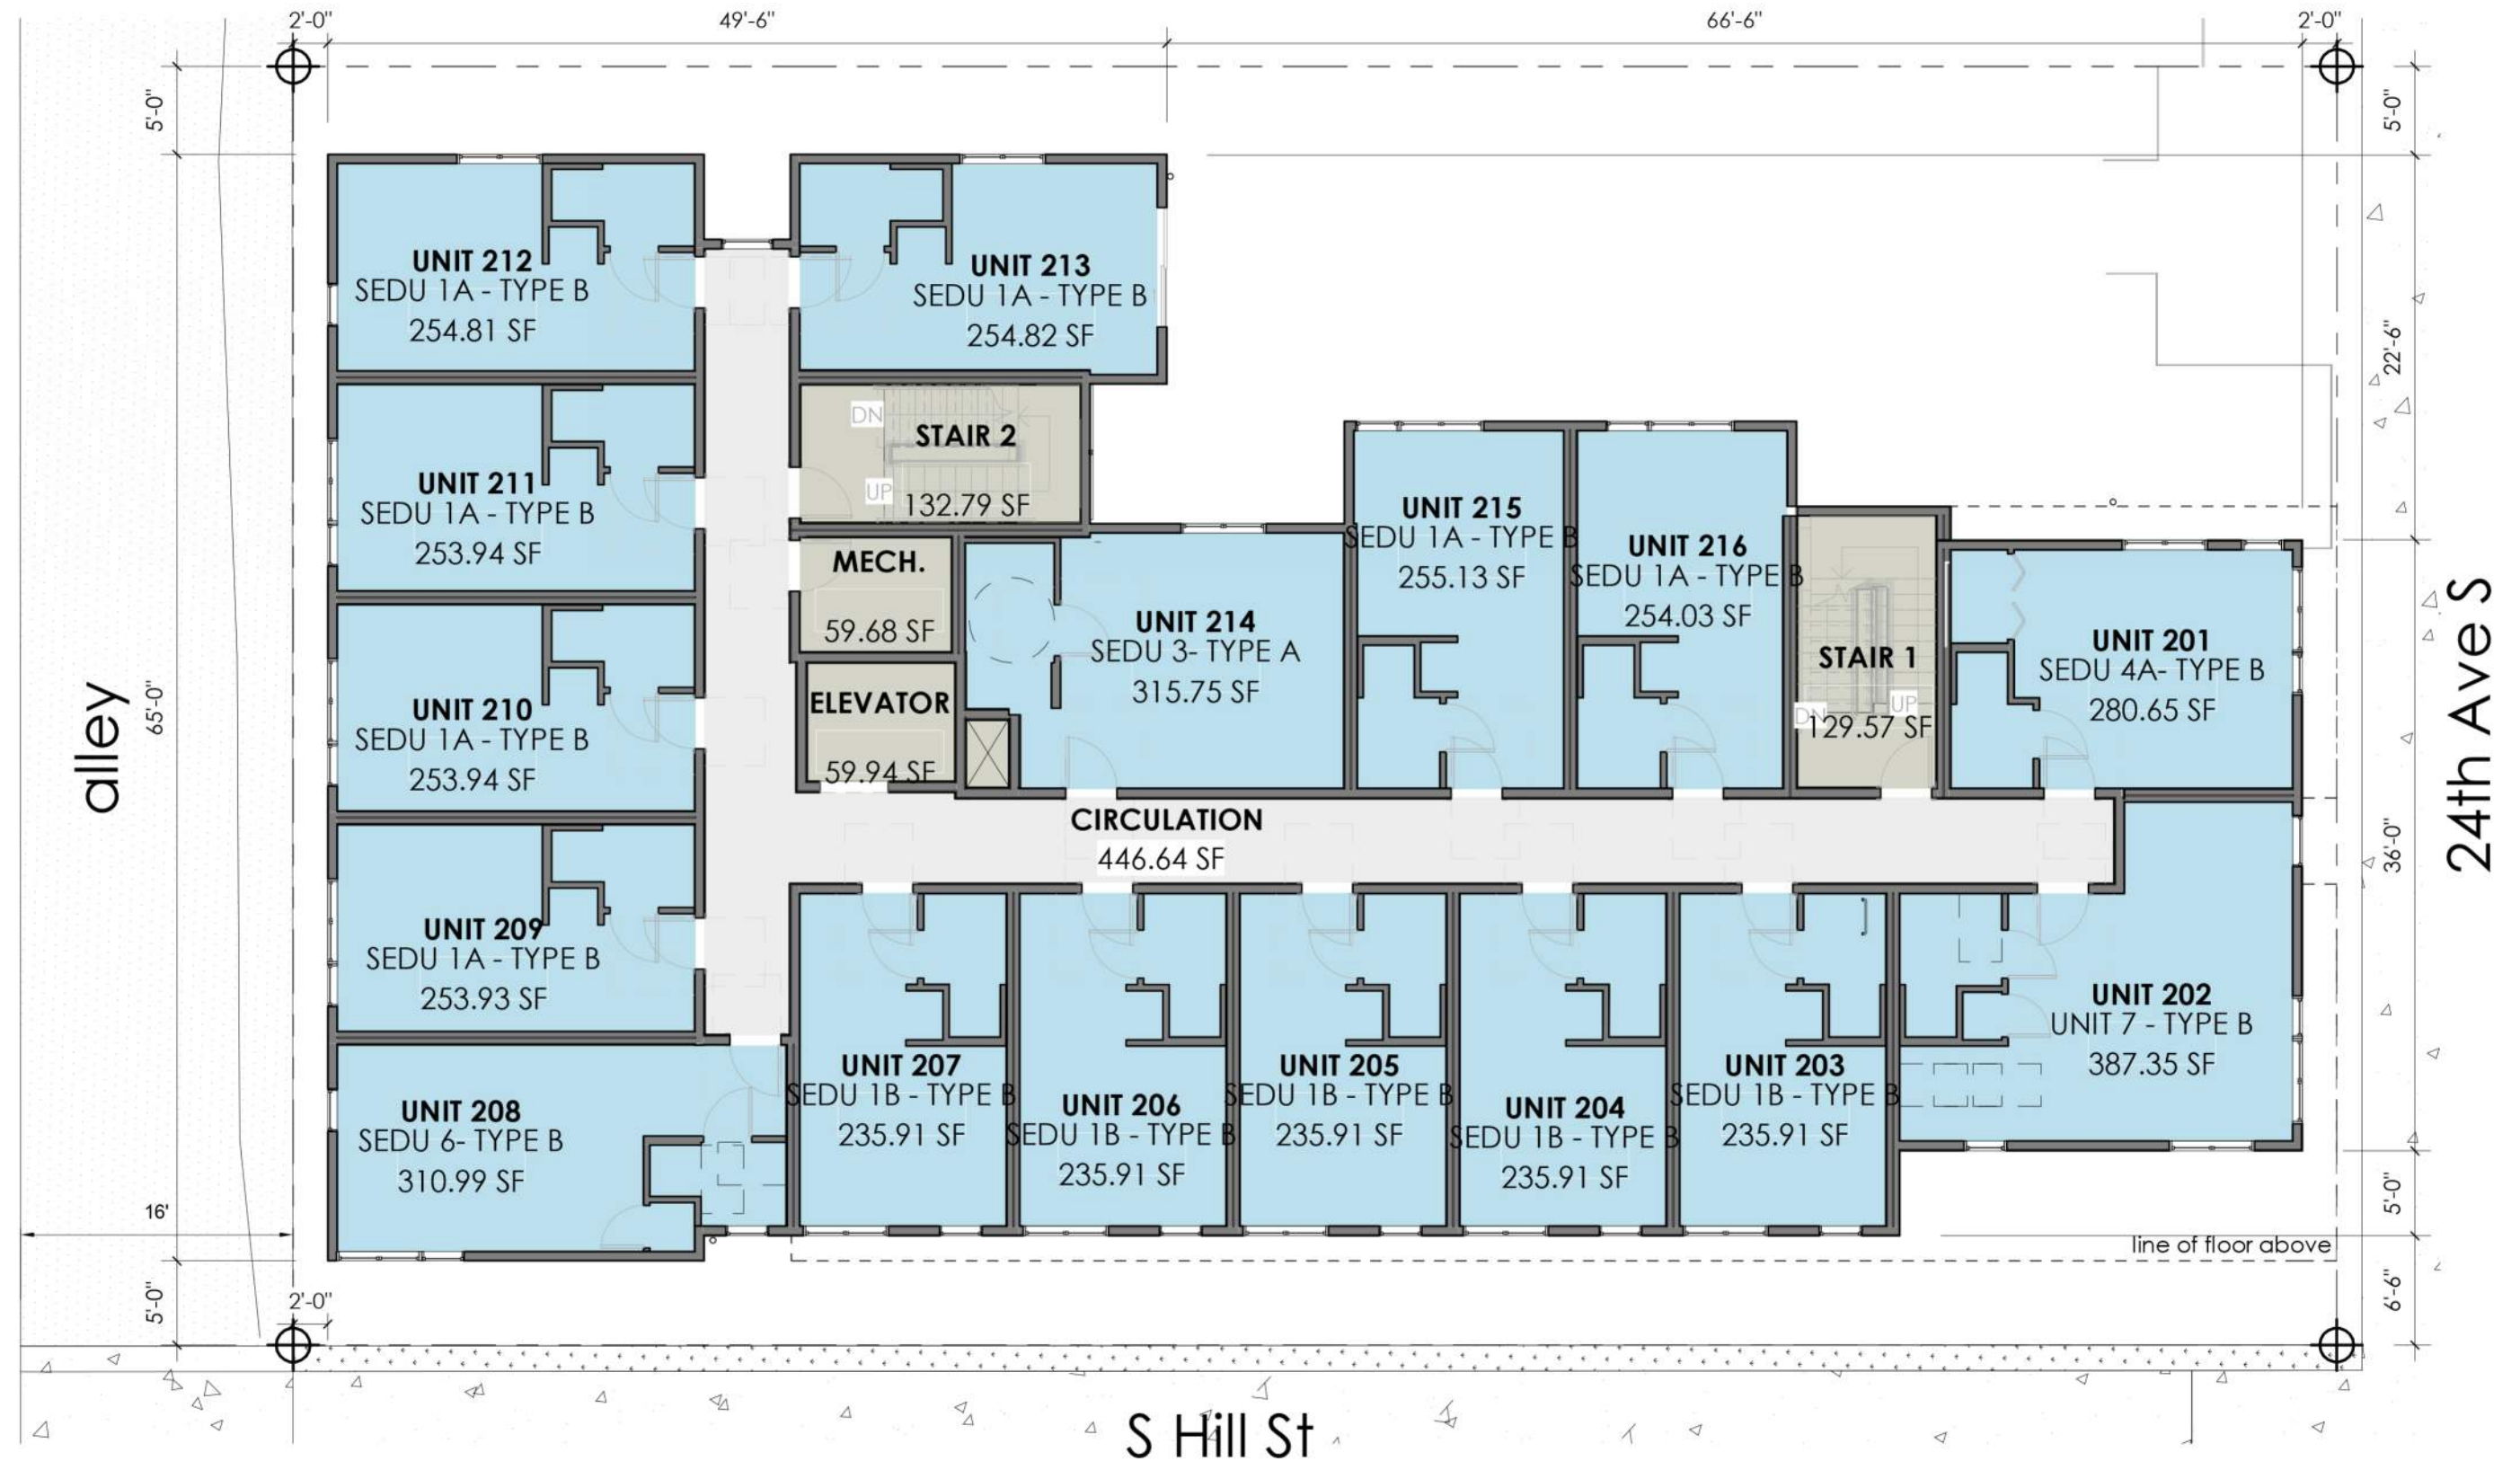 2'-0"
49'-6"
66'-6"
2'-0"
5'-0"
5'-0"
UNIT 212
SEDU 1A - TYPE B
254.81 SF
UNIT 213
SEDU 1A - TYPE B
254.82 SF
22'-6"
UNIT 211
SEDU 1A - TYPE B
253.94 SF
DN
STAIR 2
UP
132.79 SF
UNIT 215
SEDU 1A - TYPE B
255.13 SF
UNIT 216
SEDU 1A - TYPE B
254.03 SF
MECH.
59.68 SF
UNIT 214
SEDU 3- TYPE A
315.75 SF
STAIR 1
UP
DN
129.57 SF
UNIT 201
SEDU 4A- TYPE B
280.65 SF
24th Ave S
alley
65'-0"
UNIT 210
SEDU 1A - TYPE B
253.94 SF
ELEVATOR
59.94 SF
CIRCULATION
446.64 SF
36'-0"
UNIT 209
SEDU 1A - TYPE B
253.93 SF
UNIT 202
UNIT 7 - TYPE B
387.35 SF
UNIT 208
SEDU 6- TYPE B
310.99 SF
UNIT 207
SEDU 1B - TYPE B
235.91 SF
UNIT 206
SEDU 1B - TYPE B
235.91 SF
UNIT 205
SEDU 1B - TYPE B
235.91 SF
UNIT 204
SEDU 1B - TYPE B
235.91 SF
UNIT 203
SEDU 1B - TYPE B
235.91 SF
16'
5'-0"
line of floor above
5'-0"
2'-0"
6'-6"
S Hill St